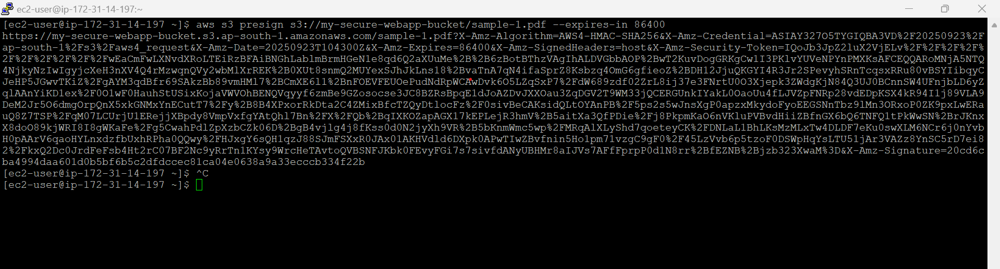 ec2-user@ip-172-31-14-197:~
[ec2-user@ip-172-31-14-197 ~]$ aws s3 presign s3://my-secure-webapp-bucket/sample-1.pdf --expires-in 86400
https://my-secure-webapp-bucket.s3.ap-south-1.amazonaws.com/sample-1.pdf?X-Amz-Algorithm=AWS4-HMAC-SHA256&X-Amz-Credential=ASIAY327O5TYGIQBA3VD%2F20250923%2F
ap-south-1%2Fs3%2Faws4_request&X-Amz-Date=20250923T104300Z&X-Amz-Expires=86400&X-Amz-SignedHeaders=host&X-Amz-Security-Token=IQoJb3JpZ2luX2VjELv%2F%2F%2F%2F%
2F%2F%2F%2F%2F%2FwEaCmFwLXNvdXRoLTEiRzBFAiBNGhLablmBrmHGeN1e8qd6Q2aXUuMe%2B%2B6zBotBThzVAgIhALDVGbbAOP%2BwT2KuvDogGRKgCwlI3PKlvYUVeNPYnPMXKsAFCEQQARoMNjA5NTQ
4NjkyNzIwIgyjcXeH3nXV4Q4rMzwqnQVy2wbMlXrREK%2B0XUt8snmQ2MUYexSJhJkLns18%2BvaTnA7qN4ifaSprZ8Ksbzq4OmG6gfieoZ%2BDH12JjuQKGYI4R3Jr2SPevyhSRnTcqsxRRu80vBSYIibqyC
JeHP5JGwvTKiZ%2FgAYM3qdBfr69SAkzBb89vmHMl7%2BCmXE6l1%2BnFOEVFEUOePudNdRpWCAwDvk6O5LZqSxP7%2FdW689zdf02ZrL8ij37e3FNrtU0O3Xjepk3ZWdgKjN84Q3UJ0BCnnSW4UFnjbLD6yZ
qlAAnYiKD1ex%2F0O1wF0HauhStUSixKojaVWVOhBENQVqyyf6zmBe9GZosocse3JC8BZRsBpqE1dJoAZDvJXXOau3ZqDGV2T9WM33jQCERGUnkIYakL0OaoUu4fLJVZpFNRp28vdEDpKSX4kR94I1j89VLA9
DeM2Jr5O6dmgOrpQnX5xkGNMxYnECutT7%2Fy%2B8B4XPxorRkDta2C4ZMixBfcTZQyDtlocFz%2F0sivBeCAKsidQLtOYAnPB%2F5ps2s5wJnsXgP0apzxMkydoFyoEEGSNnTbz9lMn3ORxoP0ZK9pxLwERa
uQ8Z7TSP%2FqM07LCUrjU1ERejjXBpdy8VmpVxfgYAtQhl7Bn%2FX%2FQb%2BqIXKOZapAGX17kEPLejR3hmV%2B5aitXa3QfPDie%2Fj8PkpmKaO6nVKluPVBvdHiiZBfnGX6bQ6TNFQ1tPkWwSN%2BrJKnx
X8doO89kjWRI8I8gWKaFe%2Fg5CwahPdlZpXzbCZk06D%2BgB4vjlg4j8fKss0d0N2jyXh9VR%2B5bKnmWmc5wp%2FMRqAlXLyShd7qoeteyCK%2FDNLaL1BhLKsMzMLxTw4DLDF7eKu0swXLM6NCr6j0nYvb
H0pAArV6qaoHYLnxdzfbUxhRPha0QQwy%2FHJxgY6sQH1qzJ88SJmFSXxR0JAx01AKHVdld6DXpk0APwTIwZBvfnin5Ho1pm71vzgC9gF0%2F45LzVvb6p5tzoF0DSWpHqYsLTU51jAr3VAZz8YnSC5rD7ei8
2%2FkxQ2Dc0JrdFeFsb4Ht2rC07BF2Nc9yRrTn1KYsy9WrcHeTAvtoQVBSNFJKbk0FEvyFGi7s7sivfdANyUBHMr8aIJVs7AFfFprpP0d1N8rr%2BfEZNB%2Bjzb323XwaM%3D&X-Amz-Signature=20cd6c
ba4994daa601d0b5bf6b5c2dfdccec81ca04e0638a9a33ecccb334f22b
[ec2-user@ip-172-31-14-197 ~]$ ^C
[ec2-user@ip-172-31-14-197 ~]$